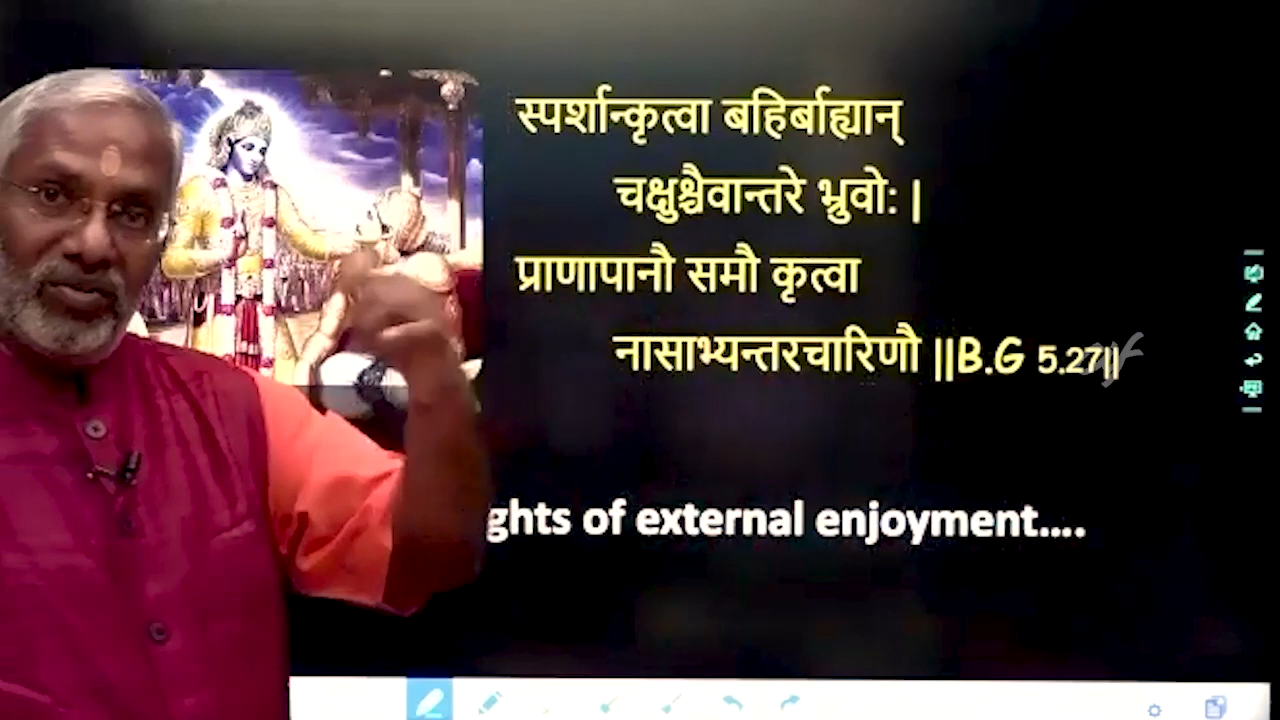 स्पर्शान्कृत्वा बहिर्बाह्यान्
चक्षुश्चैवान्तरे भ्रुवोः |
प्राणापानौ समौ कृत्वा
नासाभ्यन्तरचारिणौ ||B.G 5.27||
ghts of external enjoyment....